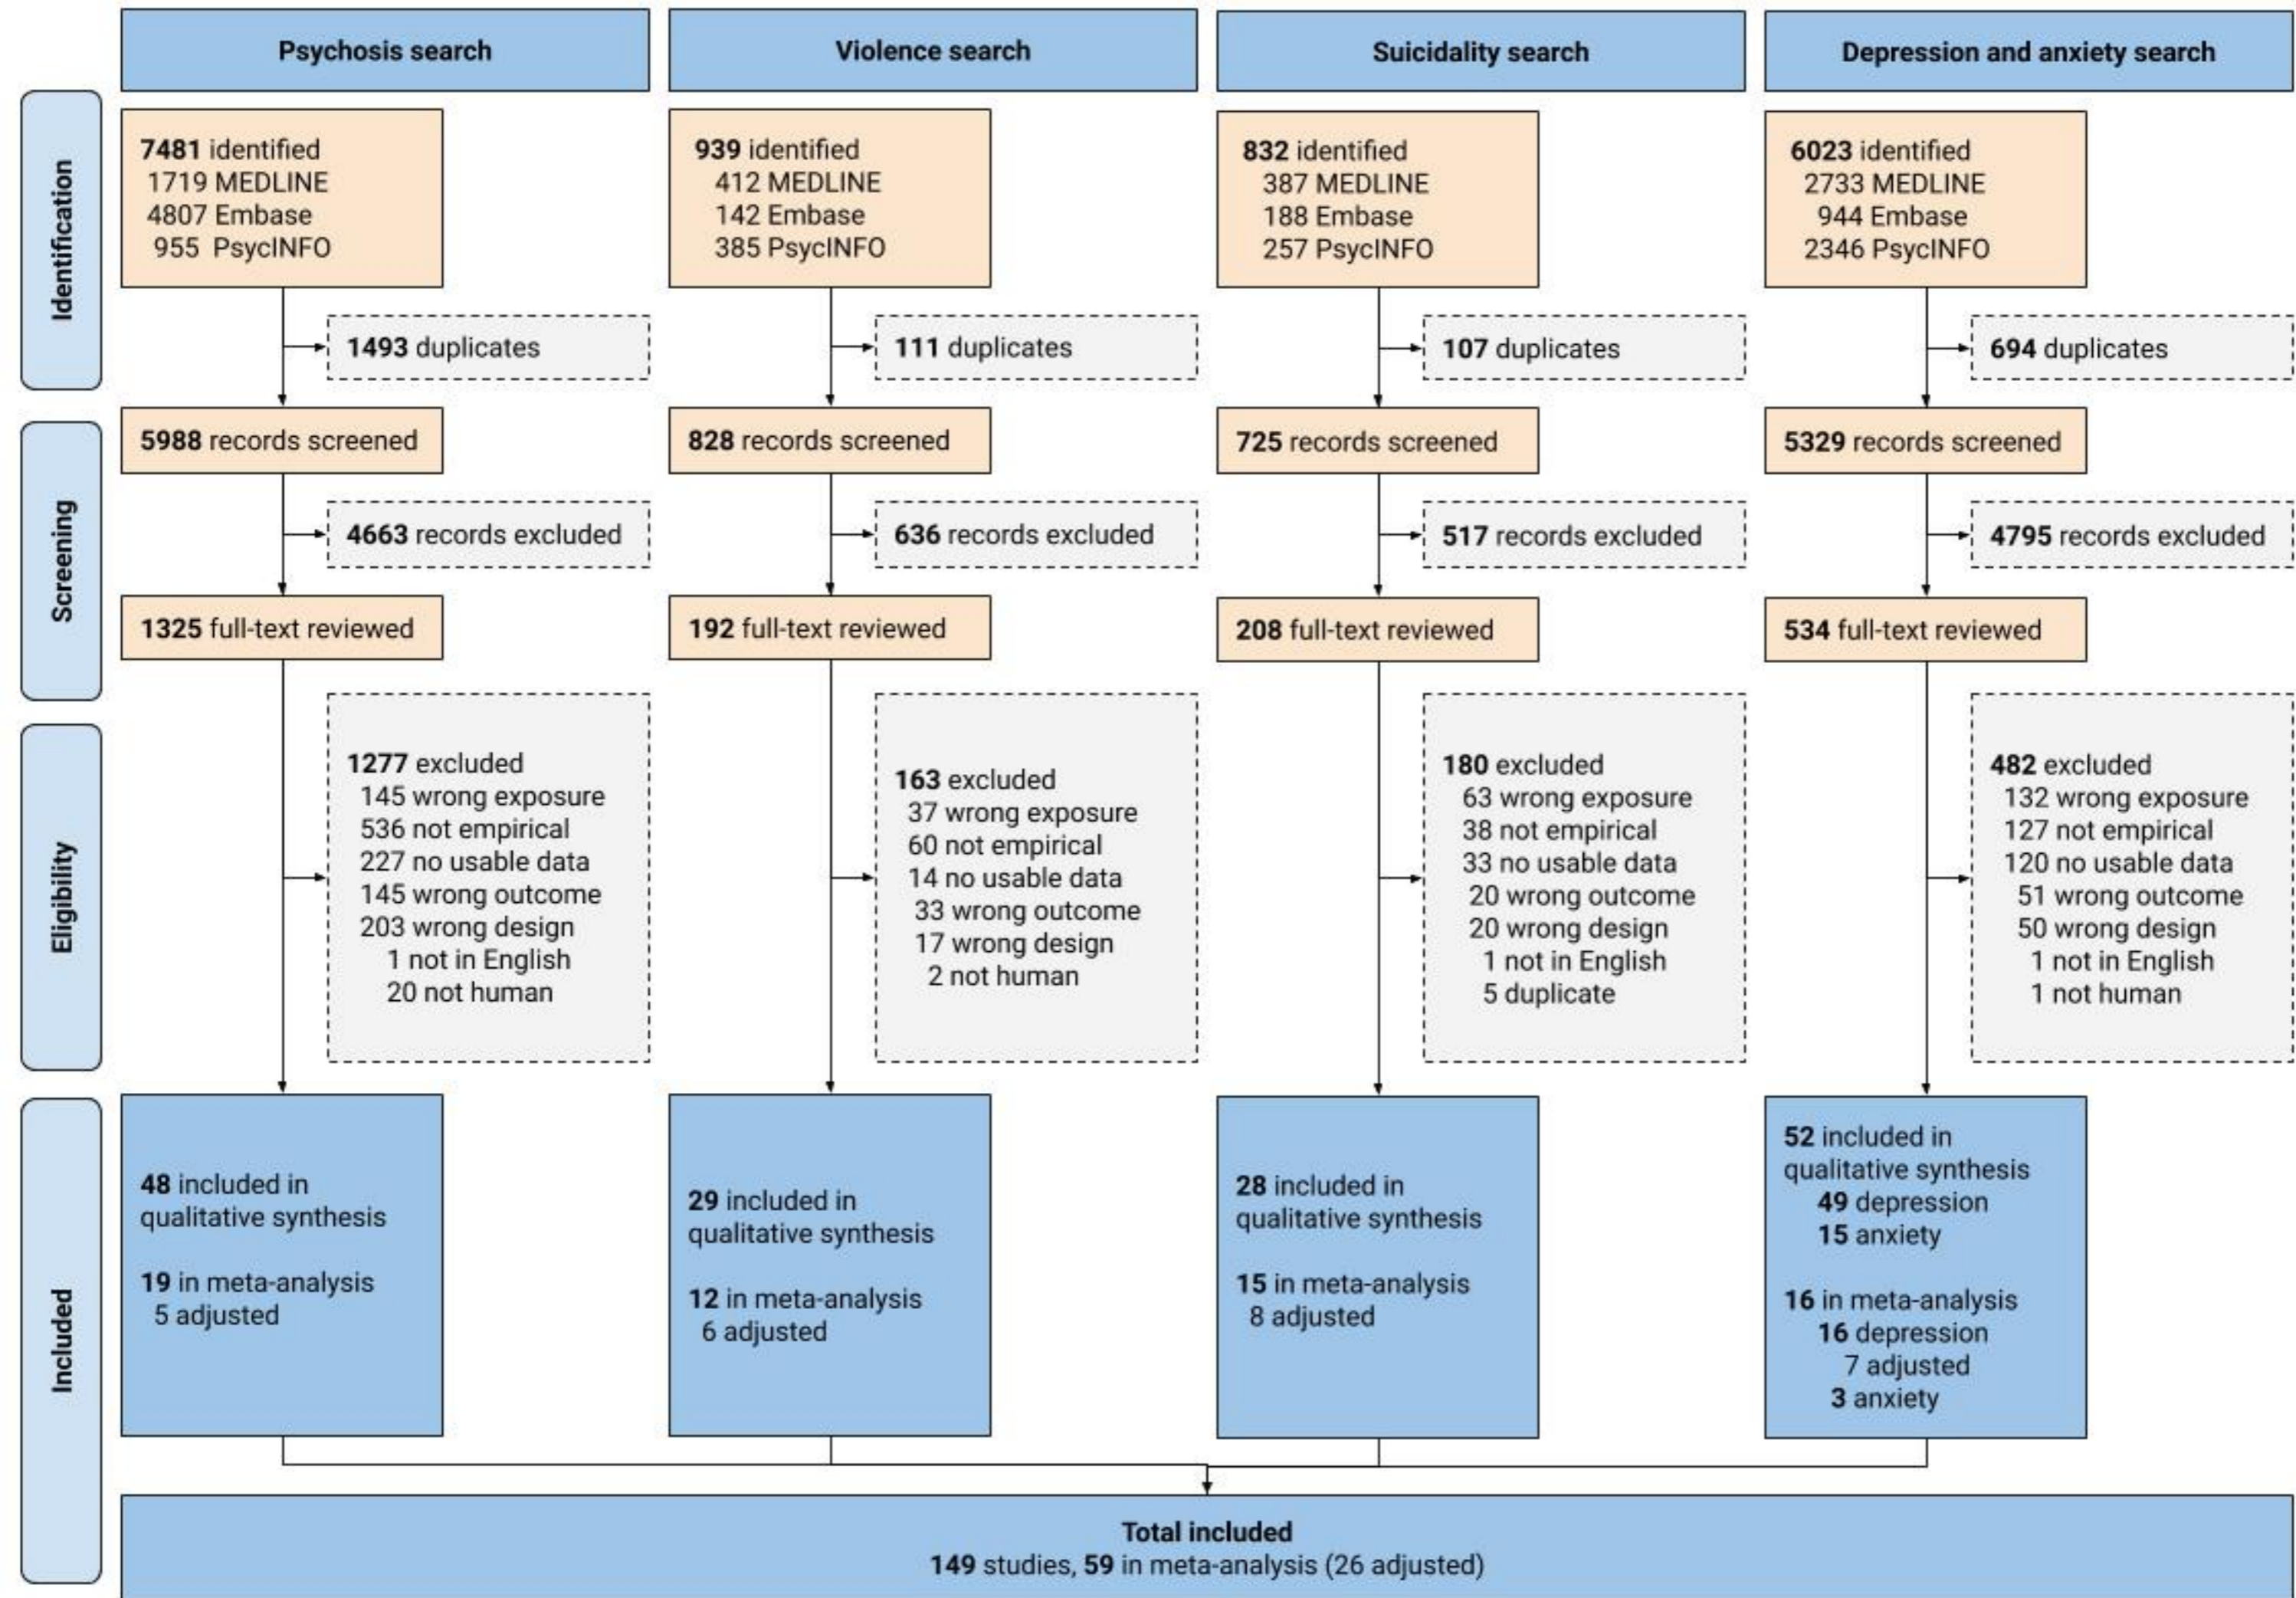 Psychosis search
Violence search
Suicidality search
Depression and anxiety search
Identification
7481 identified
1719 MEDLINE
4807 Embase
955 PsycINFO
939 identified
412 MEDLINE
142 Embase
385 PsycINFO
832 identified
387 MEDLINE
188 Embase
257 PsycINFO
6023 identified
2733 MEDLINE
944 Embase
2346 PsycINFO
1493 duplicates
111 duplicates
107 duplicates
694 duplicates
Screening
5988 records screened
828 records screened
725 records screened
5329 records screened
4663 records excluded
636 records excluded
517 records excluded
4795 records excluded
1325 full-text reviewed
192 full-text reviewed
208 full-text reviewed
534 full-text reviewed
Eligibility
1277 excluded
145 wrong exposure
536 not empirical
227 no usable data
145 wrong outcome
203 wrong design
1 not in English
20 not human
163 excluded
37 wrong exposure
60 not empirical
14 no usable data
33 wrong outcome
17 wrong design
2 not human
180 excluded
63 wrong exposure
38 not empirical
33 no usable data
20 wrong outcome
20 wrong design
1 not in English
5 duplicate
482 excluded
132 wrong exposure
127 not empirical
120 no usable data
51 wrong outcome
50 wrong design
1 not in English
1 not human
Included
48 included in
qualitative synthesis
19 in meta-analysis
5 adjusted
29 included in
qualitative synthesis
12 in meta-analysis
6 adjusted
28 included in
qualitative synthesis
15 in meta-analysis
8 adjusted
52 included in
qualitative synthesis
49 depression
15 anxiety
16 in meta-analysis
16 depression
7 adjusted
3 anxiety
Total included
149 studies, 59 in meta-analysis (26 adjusted)